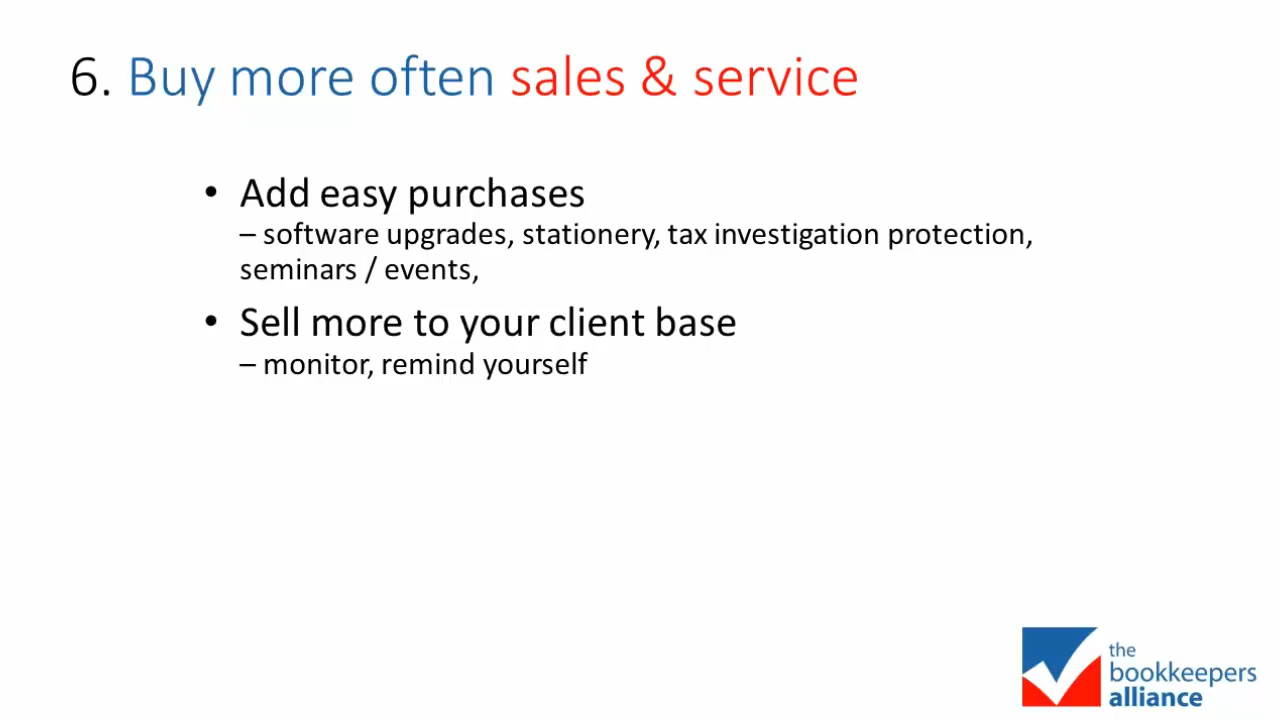 6. Buy more often sales & service
• Add easy purchases
– software upgrades, stationery, tax investigation protection,
seminars / events,
• Sell more to your client base
– monitor, remind yourself
the
bookkeepers
alliance